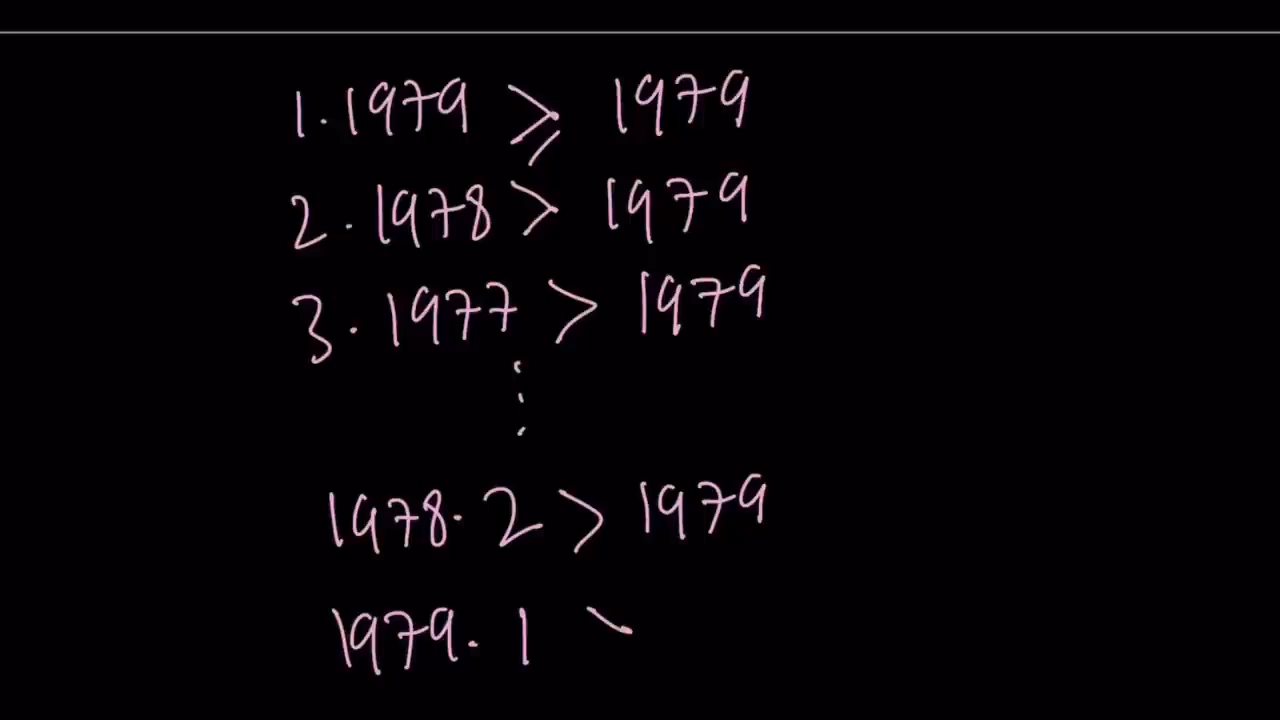 1. 1979 ⩾ 1979
2. 1978 > 1979
3. 1977 > 1979
⋮
1978. 2 > 1979
1979. 1